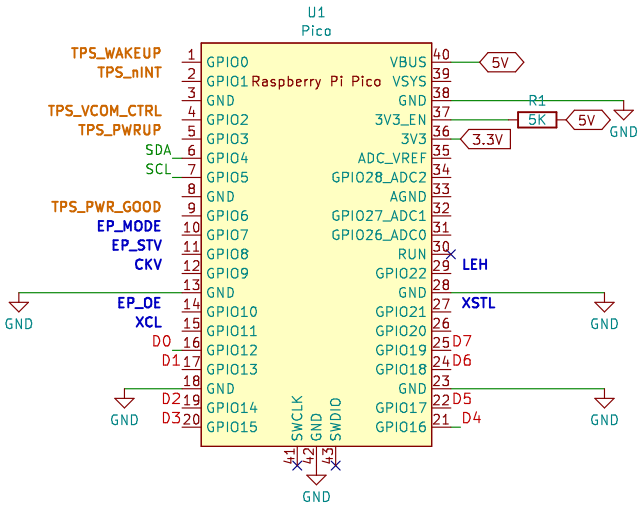 U1
Pico
TPS_WAKEUP 1 GPIO0 VBUS 40 5V
TPS_nINT 2 GPIO1 Raspberry Pi Pico VSYS 39
3 GND GND 38 GND
TPS_VCOM_CTRL 4 GPIO2 3V3_EN 37 R1 5K 5V
TPS_PWRUP 5 GPIO3 3V3 36 3.3V
SDA 6 GPIO4 ADC_VREF 35
SCL 7 GPIO5 GPIO28_ADC2 34
8 GND AGND 33
TPS_PWR_GOOD 9 GPIO6 GPIO27_ADC1 32
EP_MODE 10 GPIO7 GPIO26_ADC0 31
EP_STV 11 GPIO8 RUN 30
CKV 12 GPIO9 GPIO22 29 LEH
GND 13 GND GND 28 GND
EP_OE 14 GPIO10 GPIO21 27 XSTL
XCL 15 GPIO11 GPIO20 26
D0 16 GPIO12 GPIO19 25 D7
D1 17 GPIO13 GPIO18 24 D6
GND 18 GND GND 23 GND
D2 19 GPIO14 GPIO17 22 D5
D3 20 GPIO15 GPIO16 21 D4
SWCLK GND SWDIO
41 42 43
GND